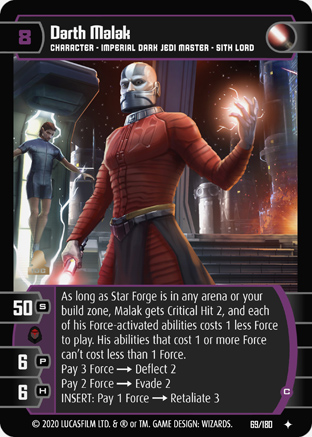 8
Darth Malak
CHARACTER • IMPERIAL DARK JEDI MASTER • SITH LORD
50 S
6 P
6 H
As long as Star Forge is in any arena or your
build zone, Malak gets Critical Hit 2, and each
of his Force-activated abilities costs 1 less Force
to play. His abilities that cost 1 or more Force
can't cost less than 1 Force.
Pay 3 Force → Deflect 2
Pay 2 Force → Evade 2
INSERT: Pay 1 Force → Retaliate 3
C
© 2020 LUCASFILM LTD. & ® or TM. GAME DESIGN: WIZARDS.
69/180